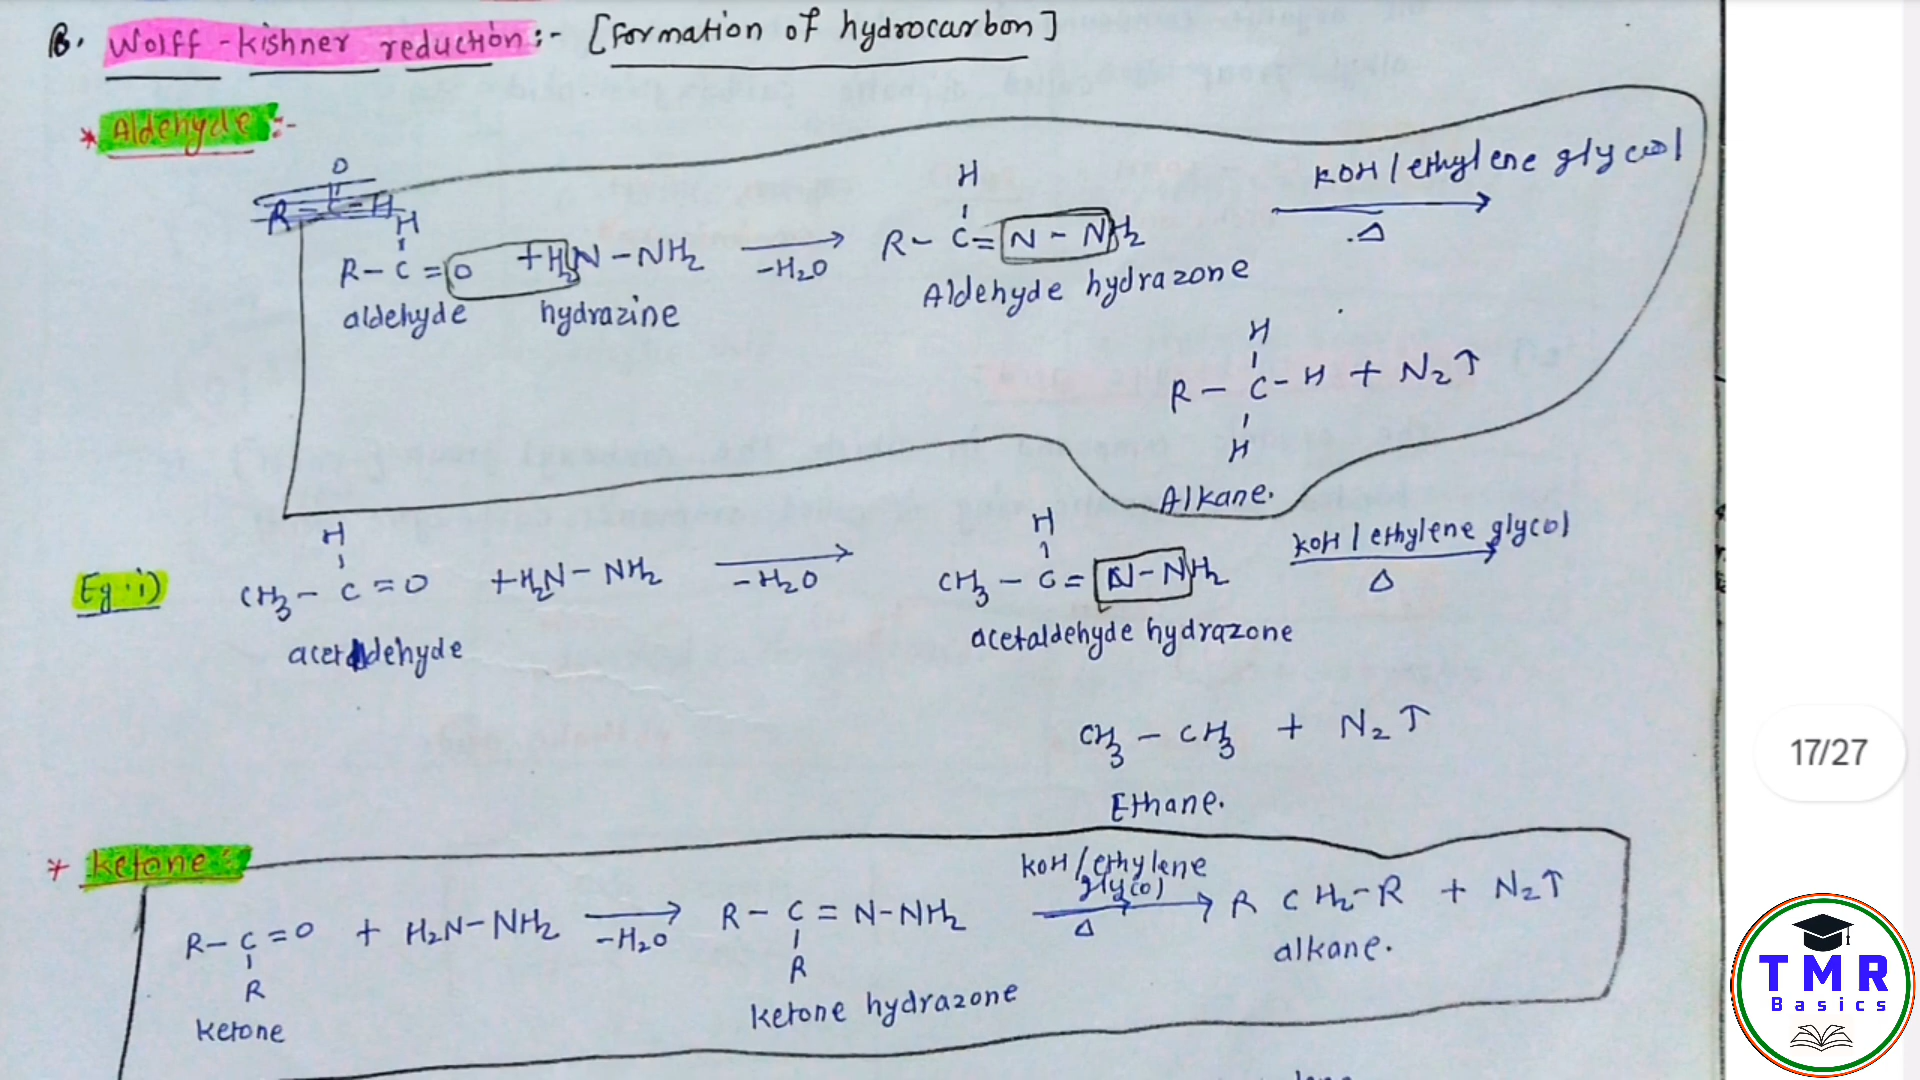 B. Wolff-Kishner reduction:- [Formation of hydrocarbon]
* Aldehyde:-
O
R-C-H
H
H
KOH/ethylene glycol
R-C=O +H2N-NH2 -H2O R-C=N-NH2 Δ
aldehyde hydrazine Aldehyde hydrazone
H
R-C-H + N2↑
H
Alkane.
H
H
KOH/ethylene glycol
Eg.i) CH3-C=O +H2N-NH2 -H2O CH3-C=N-NH2 Δ
acetaldehyde acetaldehyde hydrazone
CH3-CH3 + N2↑
Ethane.
* Ketone:-
KOH/ethylene
glycol
R-C=O + H2N-NH2 -H2O R-C=N-NH2 Δ R CH2-R + N2↑
R R alkane.
Ketone Ketone hydrazone
17/27
TMR
Basics